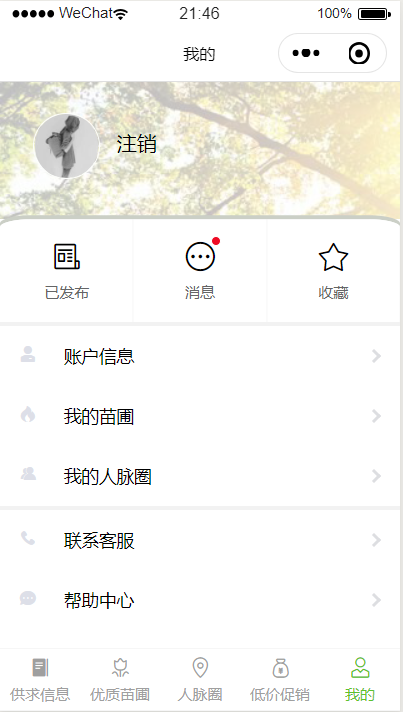 WeChat 21:46 100%
我的
注销
已发布 消息 收藏
账户信息
我的苗圃
我的人脉圈
联系客服
帮助中心
供求信息 优质苗圃 人脉圈 低价促销 我的